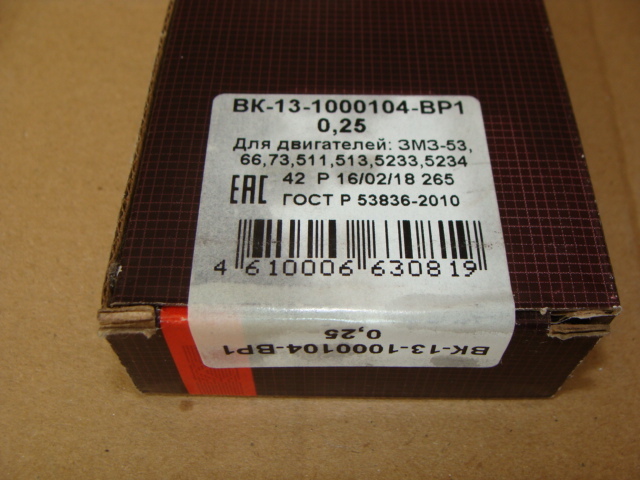 ВК-13-1000104-ВР1
0,25
Для двигателей: ЗМЗ-53,
66,73,511,513,5233,5234
EAC 42 Р 16/02/18 265
ГОСТ Р 53836-2010
4 610006 630819
ВК-13-1000104-ВР1
0,25